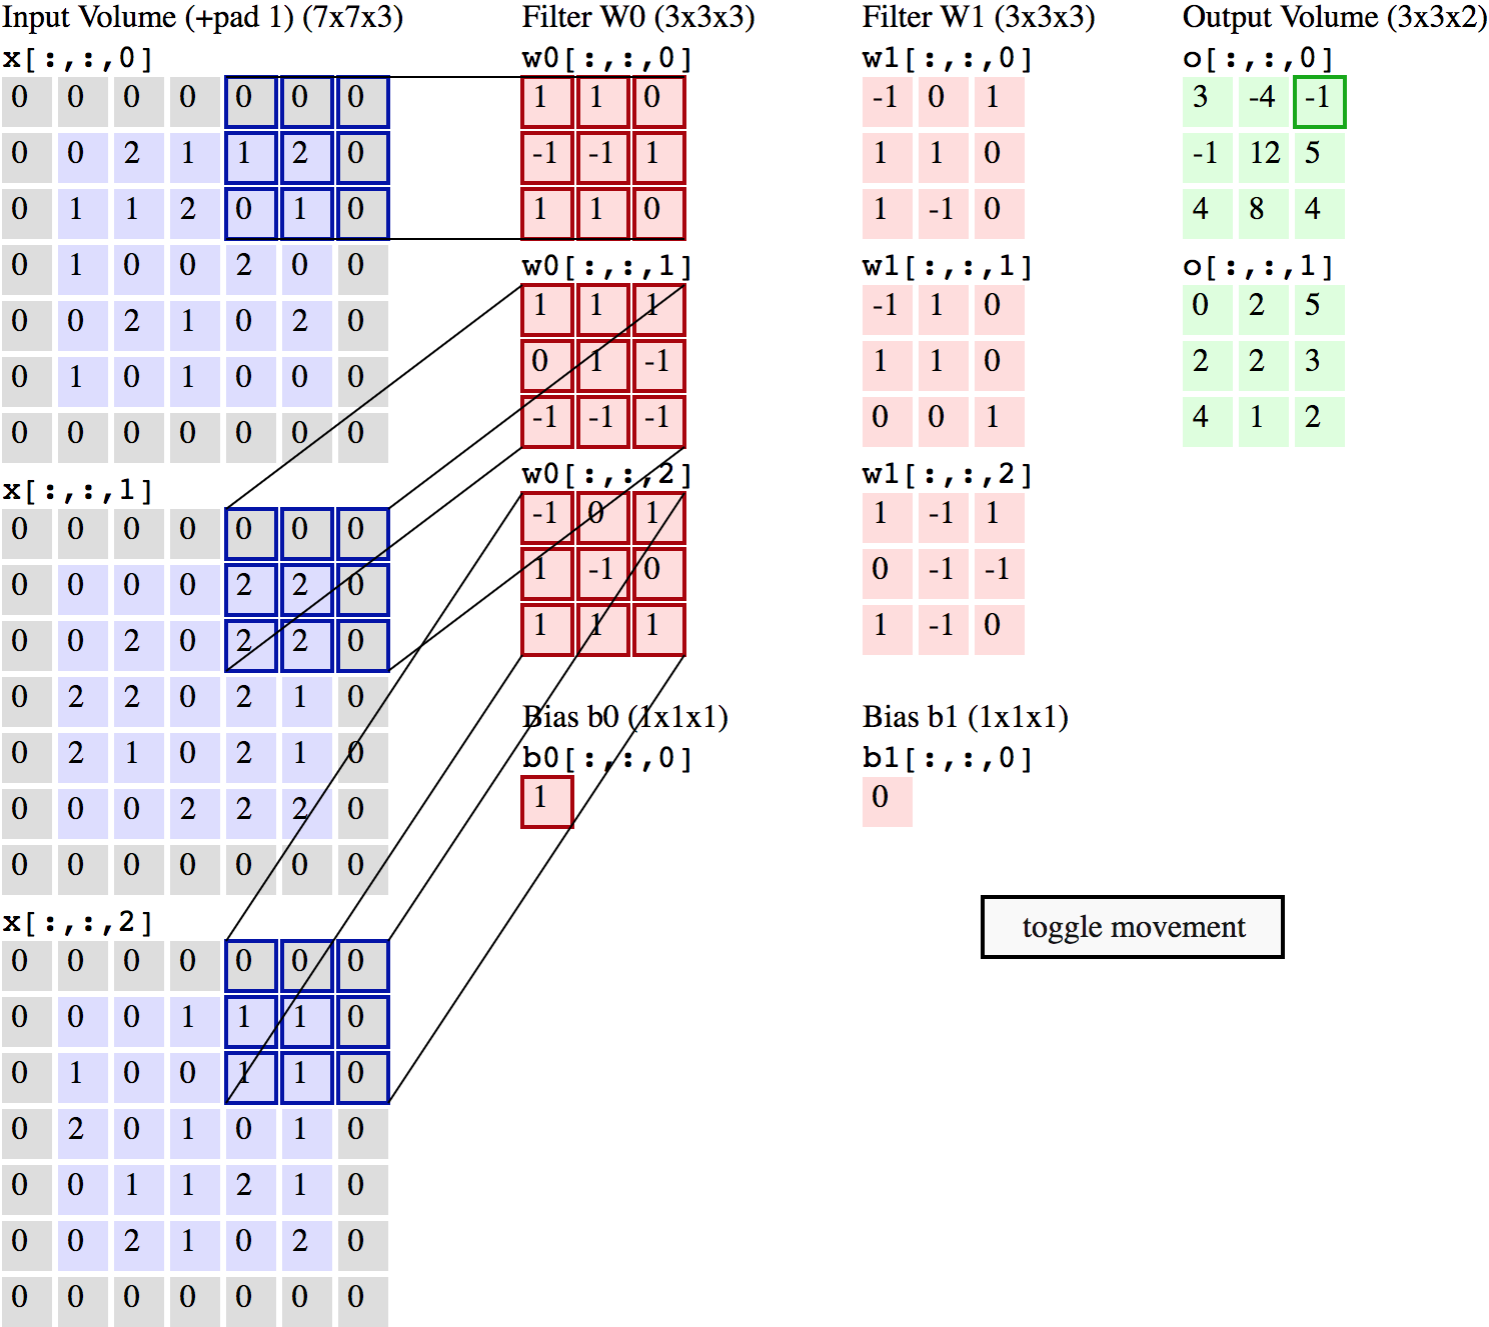 Input Volume (+pad 1) (7x7x3)
x[:,:,0]
0 0 0 0 0 0 0
0 0 2 1 1 2 0
0 1 1 2 0 1 0
0 1 0 0 2 0 0
0 0 2 1 0 2 0
0 1 0 1 0 0 0
0 0 0 0 0 0 0
x[:,:,1]
0 0 0 0 0 0 0
0 0 0 0 2 2 0
0 0 2 0 2 2 0
0 2 2 0 2 1 0
0 2 1 0 2 1 0
0 0 0 2 2 2 0
0 0 0 0 0 0 0
x[:,:,2]
0 0 0 0 0 0 0
0 0 0 1 1 1 0
0 1 0 0 1 1 0
0 2 0 1 0 1 0
0 0 1 1 2 1 0
0 0 2 1 0 2 0
0 0 0 0 0 0 0
Filter W0 (3x3x3)
w0[:,:,0]
1 1 0
-1 -1 1
1 1 0
w0[:,:,1]
1 1 1
0 1 -1
-1 -1 -1
w0[:,:,2]
-1 0 1
1 -1 0
1 1 1
Bias b0 (1x1x1)
b0[:,:,0]
1
Filter W1 (3x3x3)
w1[:,:,0]
-1 0 1
1 1 0
1 -1 0
w1[:,:,1]
-1 1 0
1 1 0
0 0 1
w1[:,:,2]
1 -1 1
0 -1 -1
1 -1 0
Bias b1 (1x1x1)
b1[:,:,0]
0
Output Volume (3x3x2)
o[:,:,0]
3 -4 -1
-1 12 5
4 8 4
o[:,:,1]
0 2 5
2 2 3
4 1 2
toggle movement